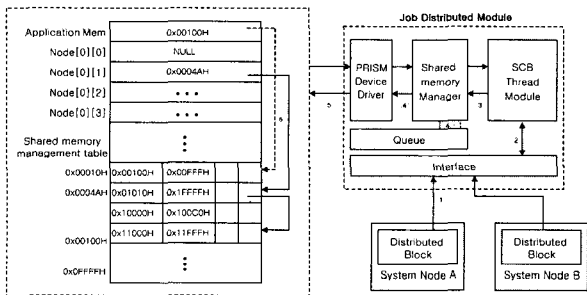 Job Distributed Module
Application Mem
0x00100H
Node[0][0]
NULL
Node[0][1]
0x0004AH
Node[0][2]
• • •
Node[0][3]
• • •
Shared memory
management table
0x00010H
0x00100H
0x00FFFH
0x0004AH
0x01010H
0x1FFFFH
0x10000H
0x100C0H
0x11000H
0x11FFFH
0x00100H
0x0FFFFH
PRISM
Device
Driver
Shared
memory
Manager
SCB
Thread
Module
5
4
3
Queue
2
Interface
1
Distributed
Block
System Node A
Distributed
Block
System Node B